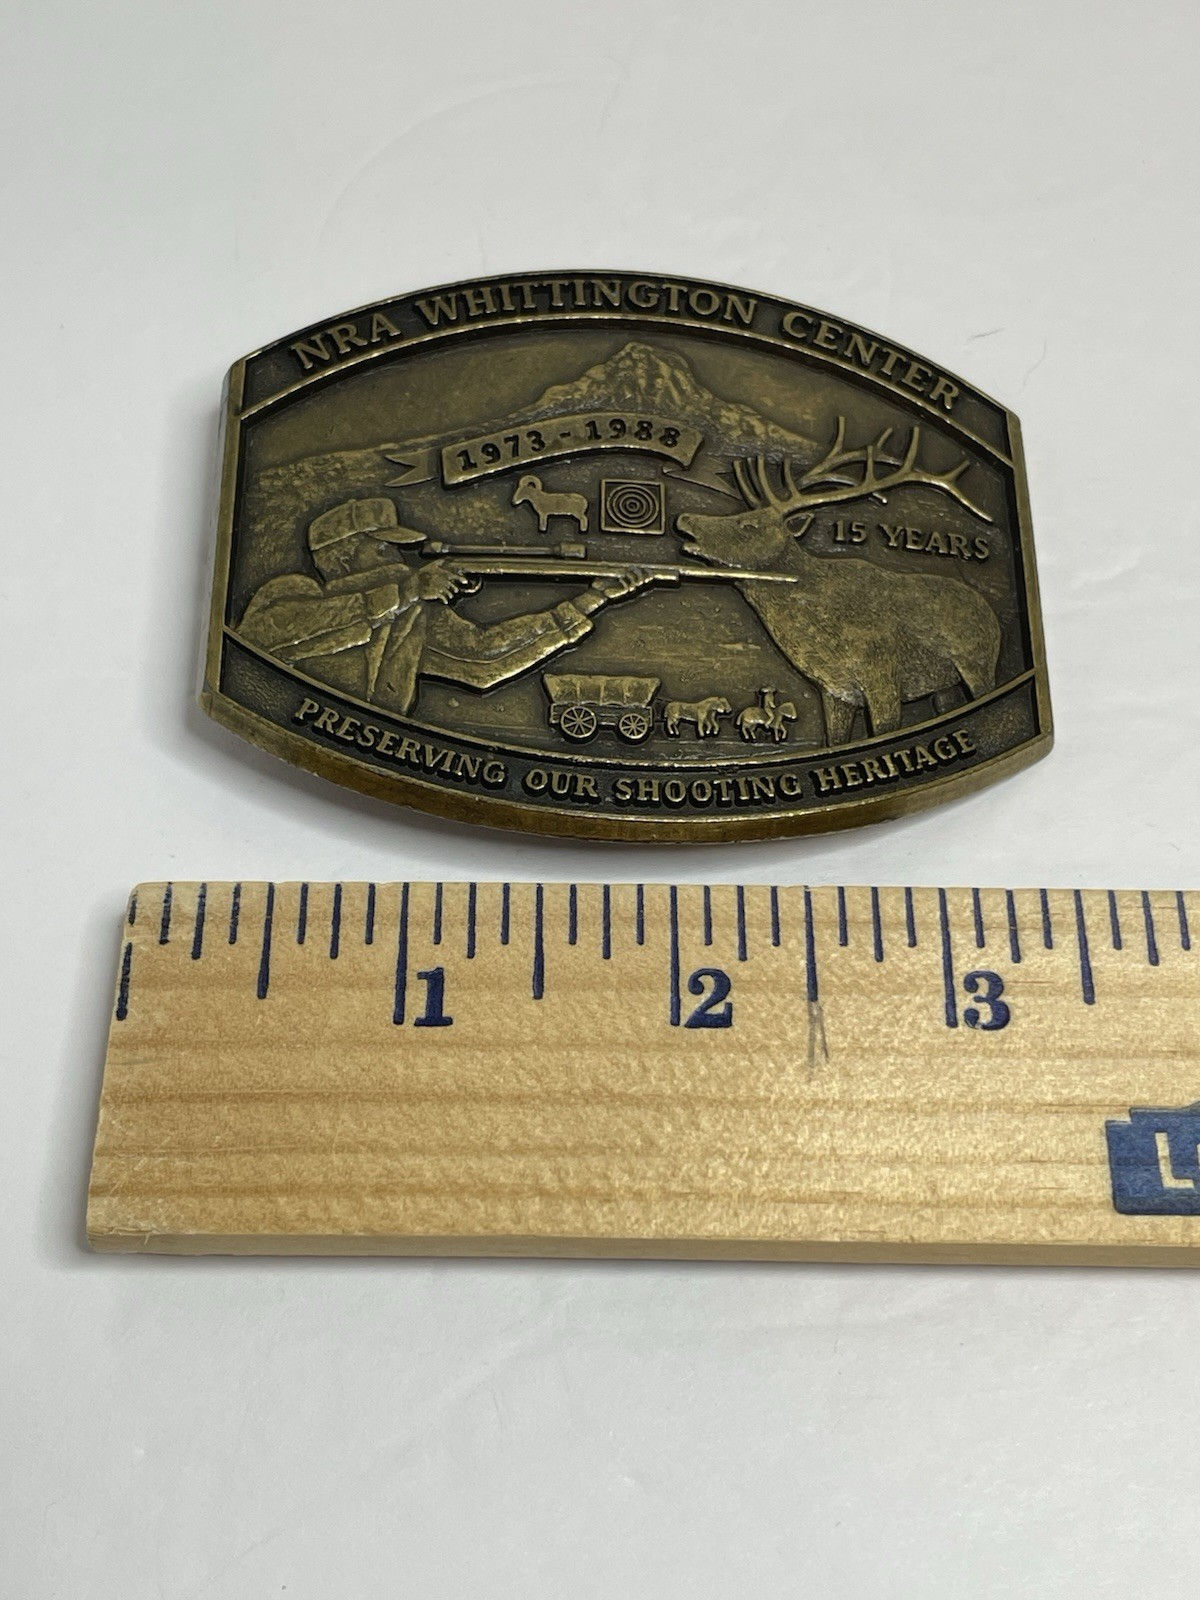 NRA WHITTINGTON CENTER
1973 - 1988
15 YEARS
PRESERVING OUR SHOOTING HERITAGE
1 2 3
L